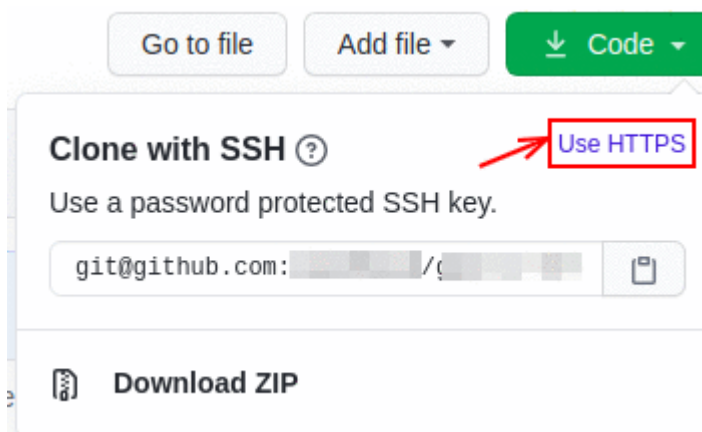 Go to file
Add file
Code
Clone with SSH
Use HTTPS
Use a password protected SSH key.
git@github.com:
Download ZIP